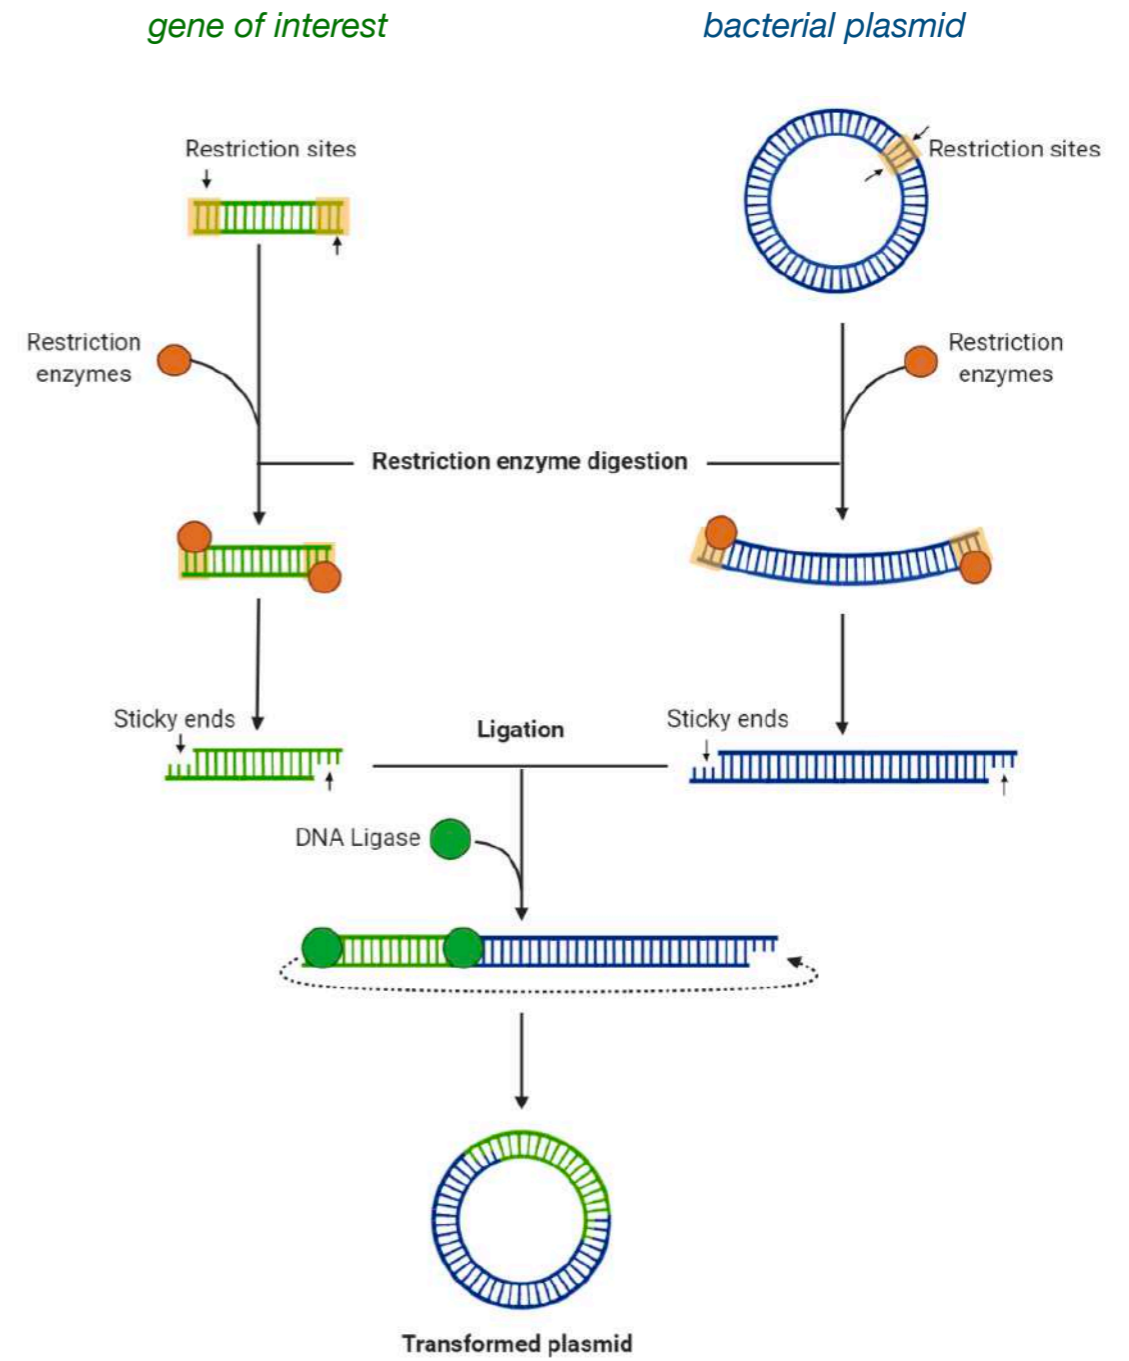 gene of interest
bacterial plasmid
Restriction sites
Restriction sites
Restriction
enzymes
Restriction
enzymes
Restriction enzyme digestion
Sticky ends
Ligation
Sticky ends
DNA Ligase
Transformed plasmid